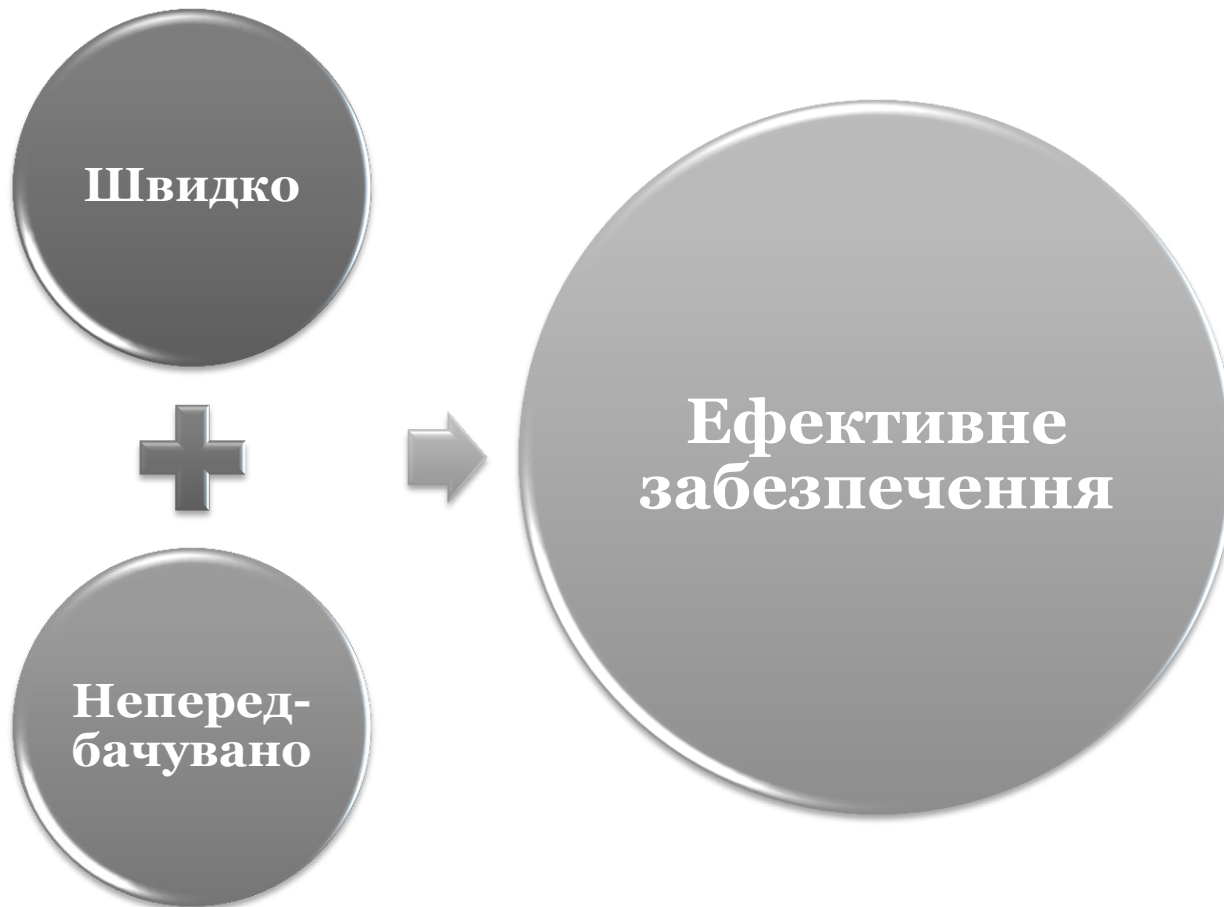 Швидко
Неперед-
бачувано
Ефективне
забезпечення